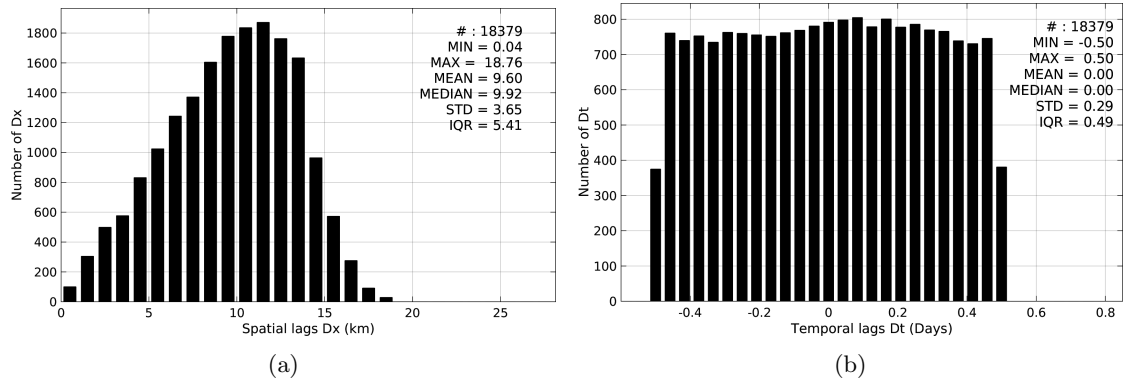 1800
1600
1400
1200
1000
800
600
400
200
0
Number of Dx
# : 18379
MIN = 0.04
MAX = 18.76
MEAN = 9.60
MEDIAN = 9.92
STD = 3.65
IQR = 5.41
0 5 10 15 20 25
Spatial lags Dx (km)
(a)
800
700
600
500
400
300
200
100
0
Number of Dt
# : 18379
MIN = -0.50
MAX = 0.50
MEAN = 0.00
MEDIAN = 0.00
STD = 0.29
IQR = 0.49
-0.4 -0.2 0 0.2 0.4 0.6 0.8
Temporal lags Dt (Days)
(b)